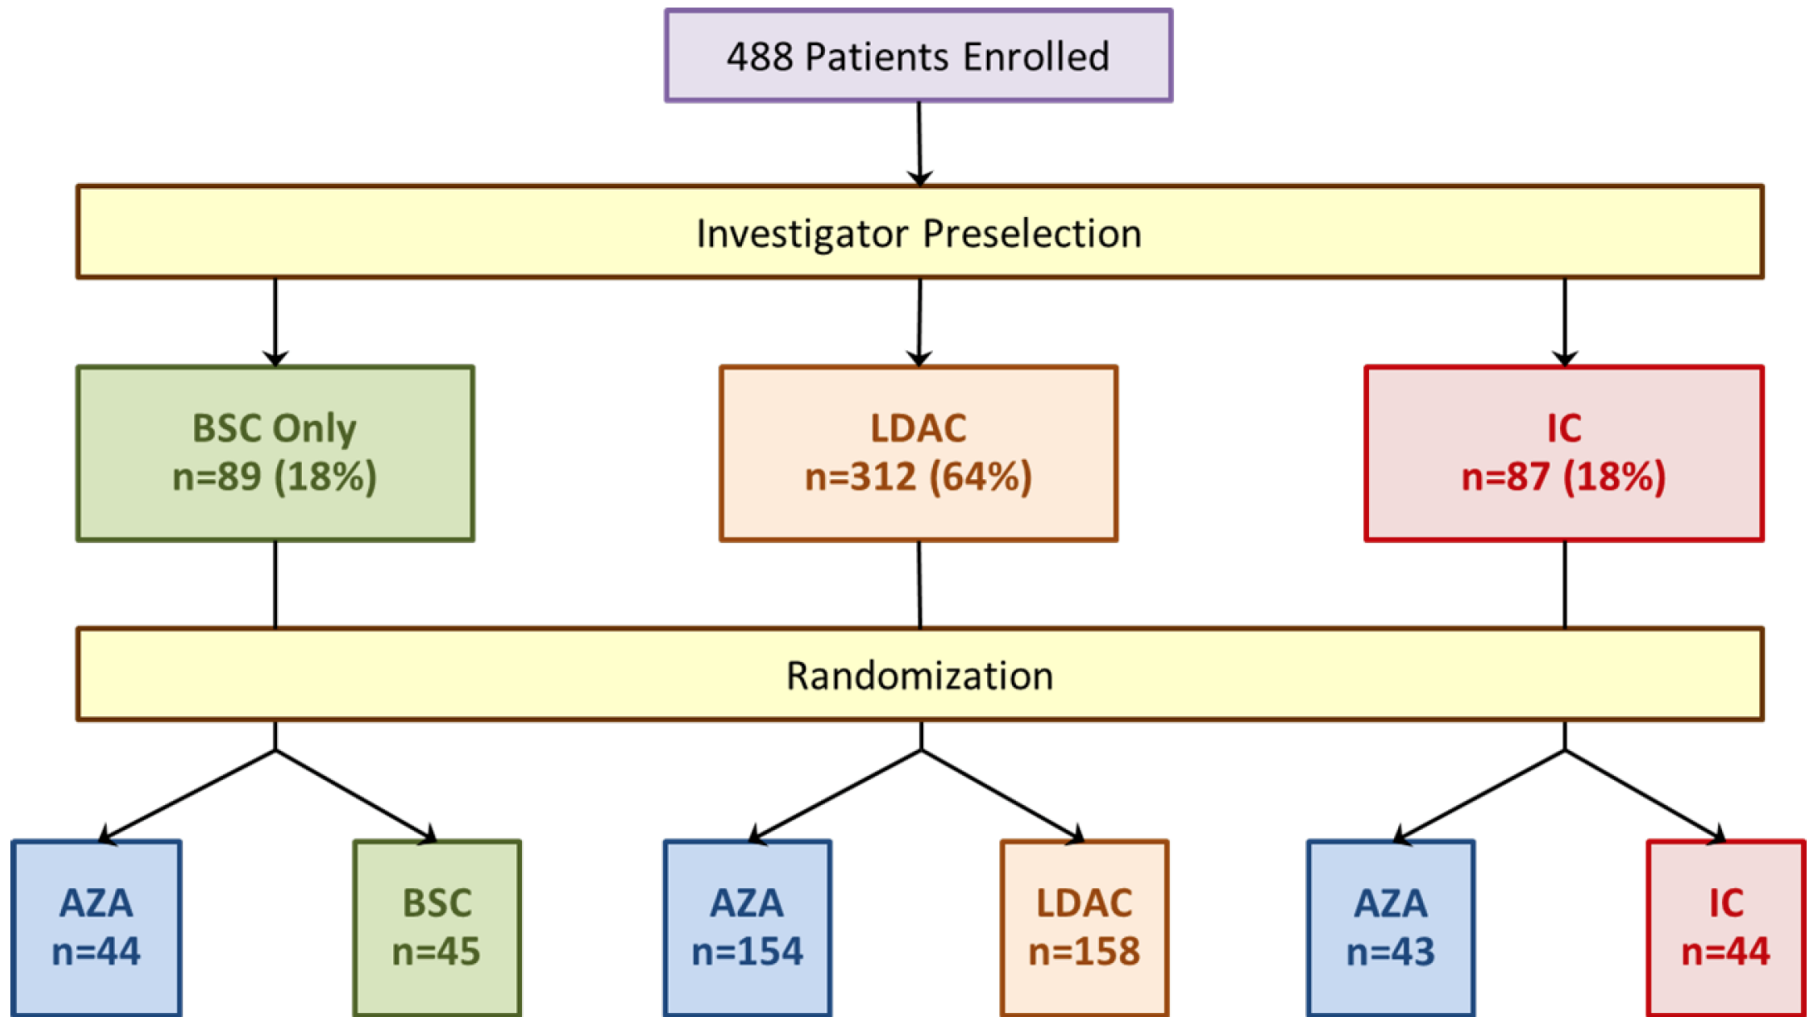 488 Patients Enrolled
Investigator Preselection
BSC Only
n=89 (18%)
LDAC
n=312 (64%)
IC
n=87 (18%)
Randomization
AZA
n=44
BSC
n=45
AZA
n=154
LDAC
n=158
AZA
n=43
IC
n=44